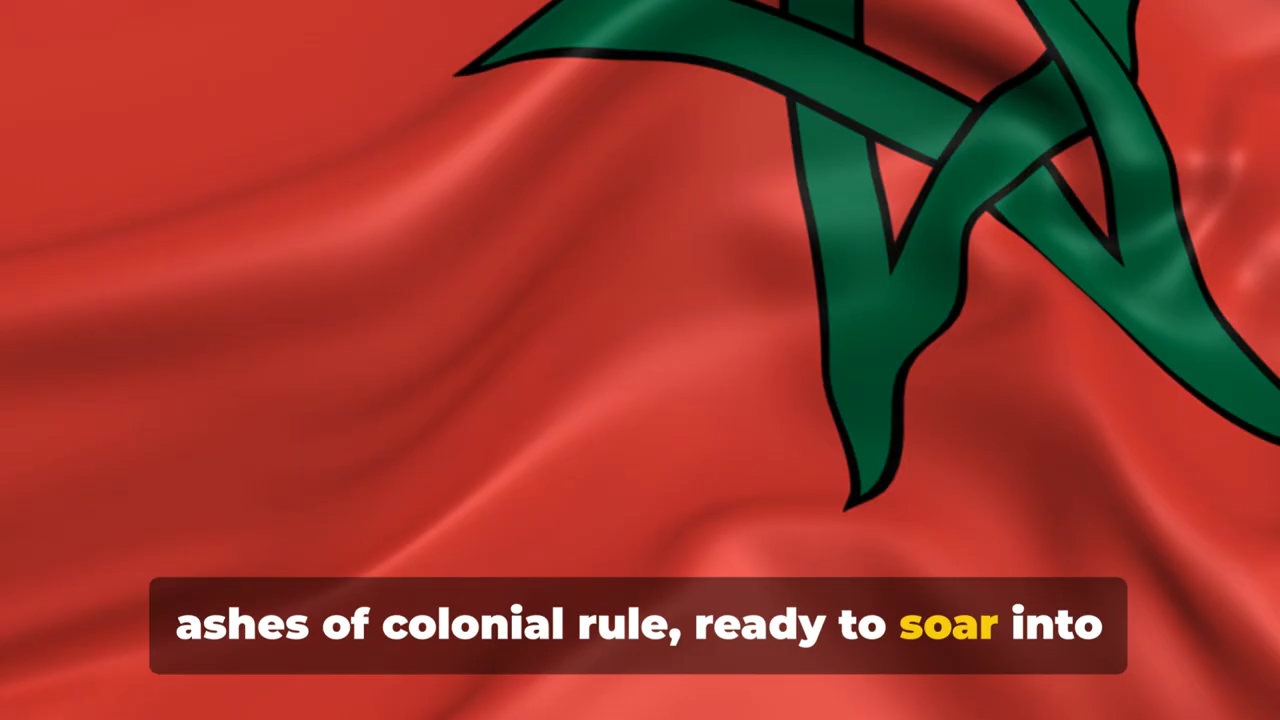 ashes of colonial rule, ready to soar into